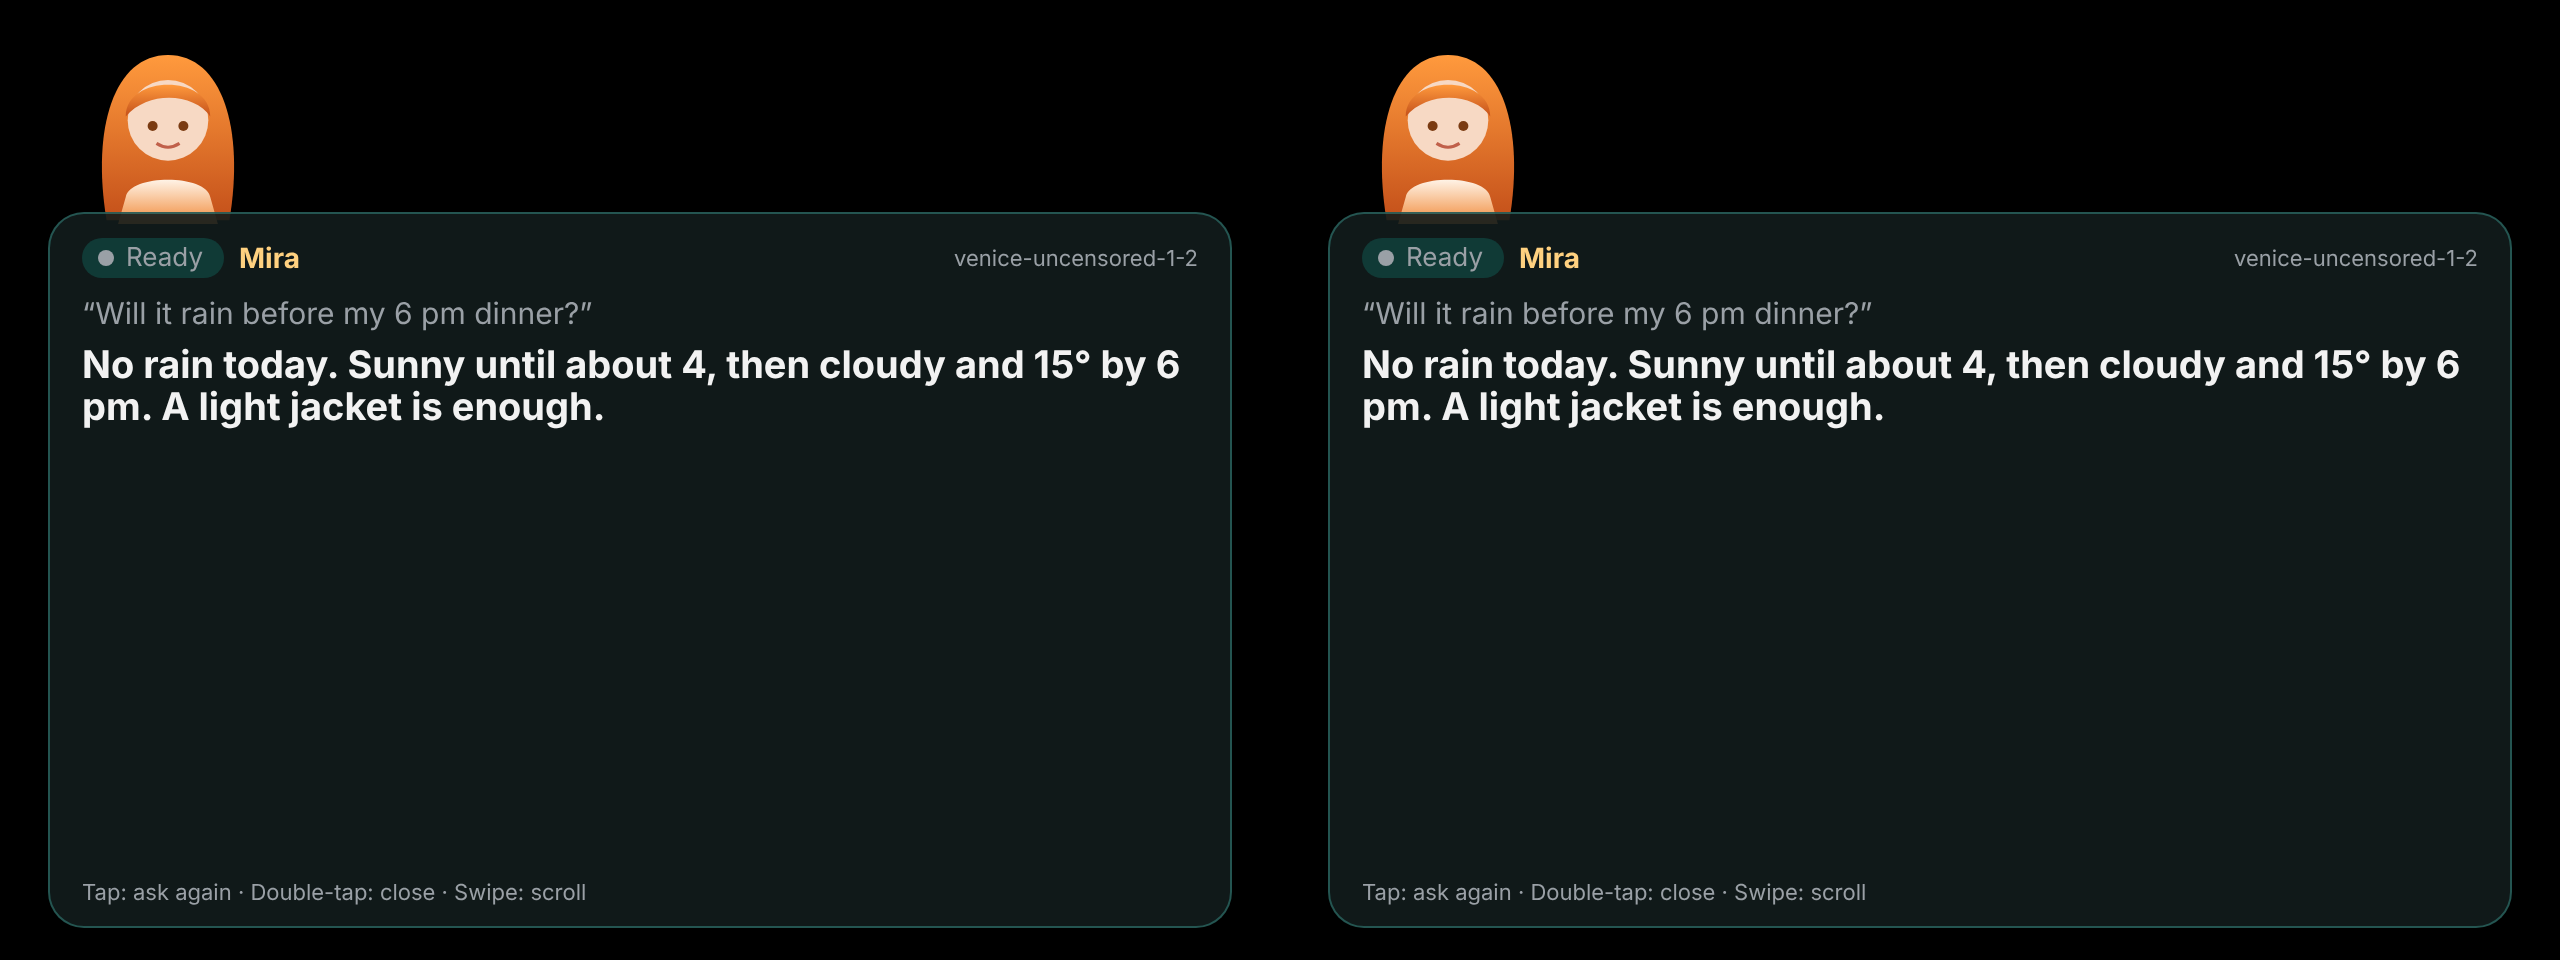 Ready Mira venice-uncensored-1-2
“Will it rain before my 6 pm dinner?”
No rain today. Sunny until about 4, then cloudy and 15° by 6
pm. A light jacket is enough.
Tap: ask again · Double-tap: close · Swipe: scroll
Ready Mira venice-uncensored-1-2
“Will it rain before my 6 pm dinner?”
No rain today. Sunny until about 4, then cloudy and 15° by 6
pm. A light jacket is enough.
Tap: ask again · Double-tap: close · Swipe: scroll